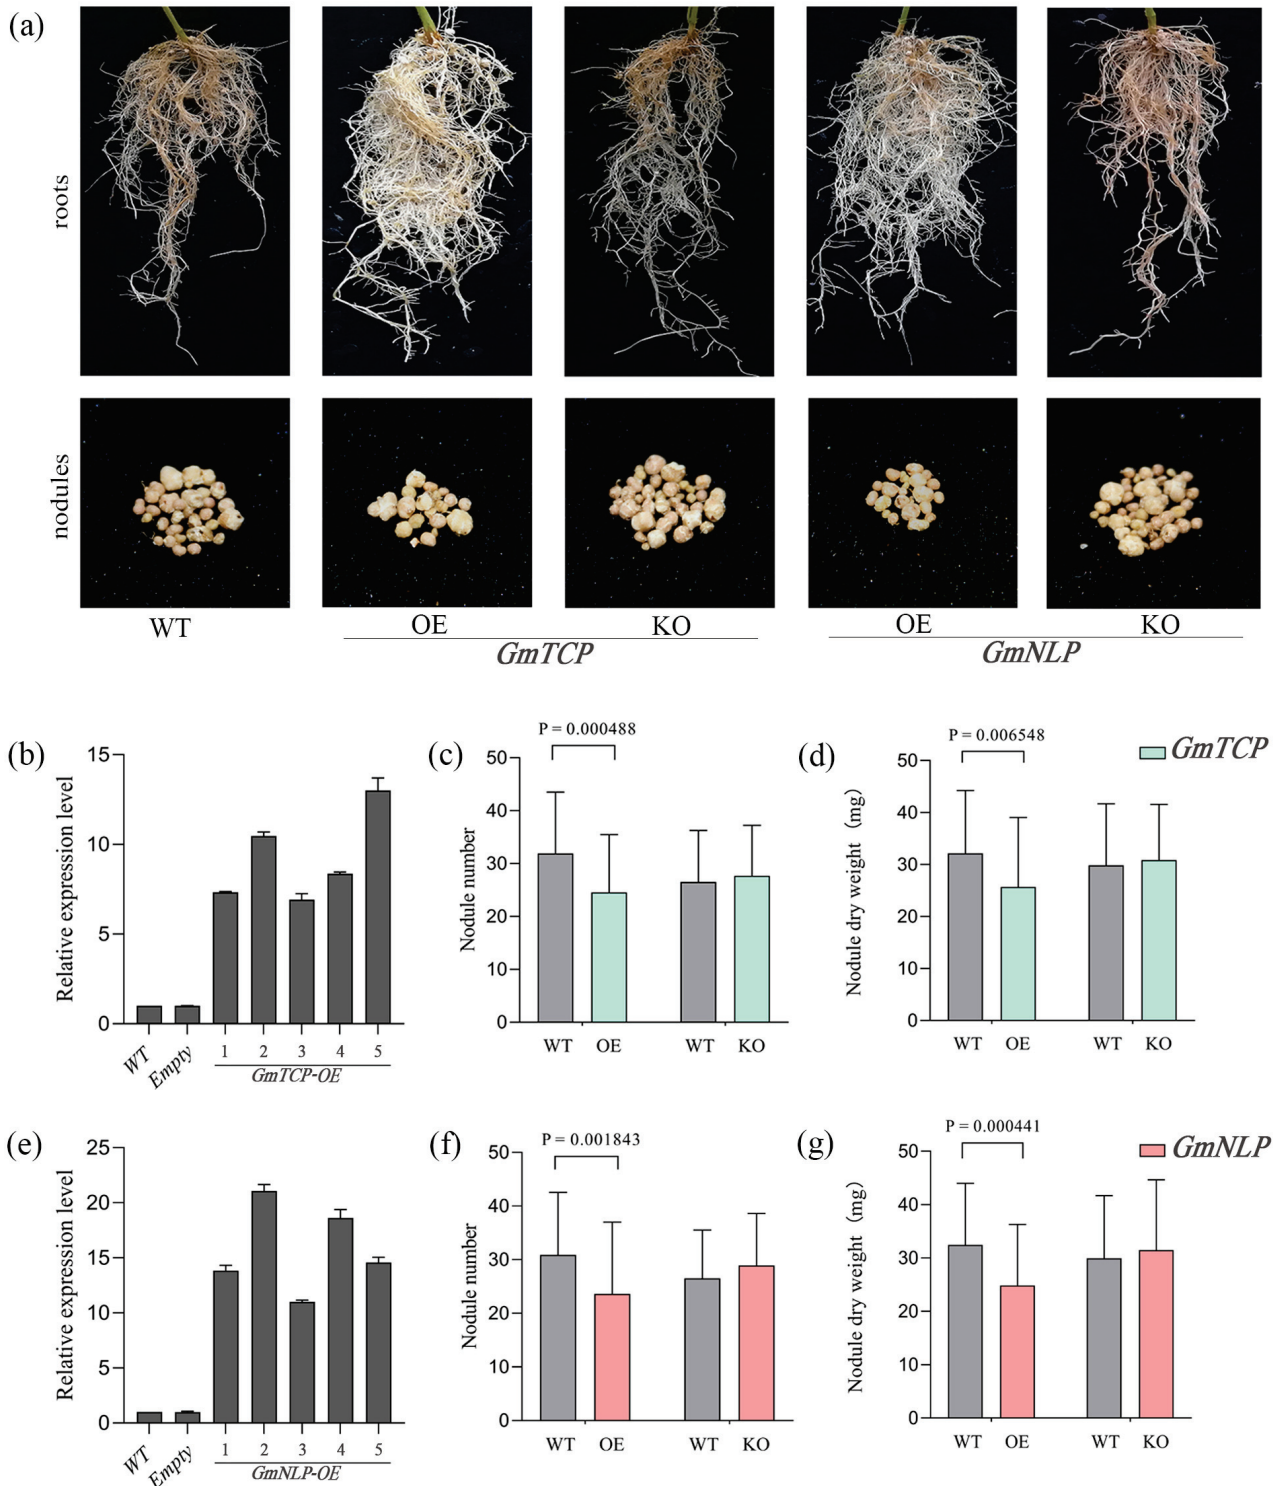 (a)
roots
nodules
WT
OE
KO
OE
KO
GmTCP
GmNLP
(b)
Relative expression level
15
10
5
0
WT
Empty
1
2
3
4
5
GmTCP-OE
(c)
P = 0.000488
Nodule number
50
40
30
20
10
0
WT
OE
WT
KO
(d)
P = 0.006548
GmTCP
Nodule dry weight (mg)
50
40
30
20
10
0
WT
OE
WT
KO
(e)
Relative expression level
25
20
15
10
5
0
WT
Empty
1
2
3
4
5
GmNLP-OE
(f)
P = 0.001843
Nodule number
50
40
30
20
10
0
WT
OE
WT
KO
(g)
P = 0.000441
GmNLP
Nodule dry weight (mg)
50
40
30
20
10
0
WT
OE
WT
KO